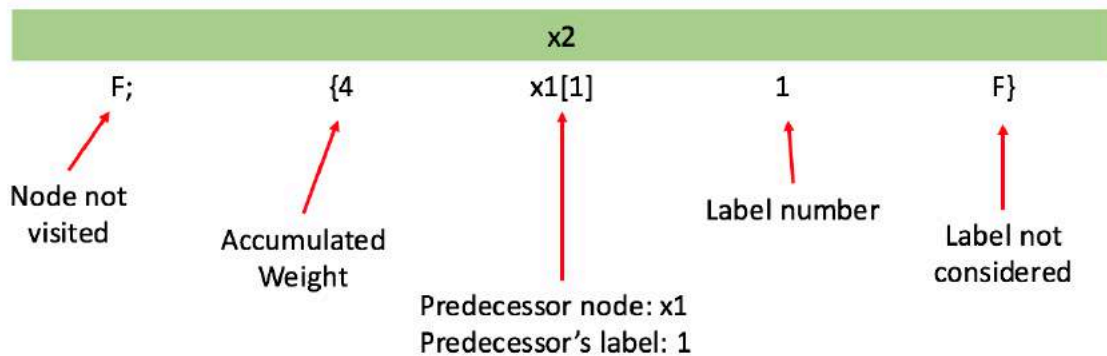 x2
F; {4 x1[1] 1 F}
Node not
visited
Accumulated
Weight
Predecessor node: x1
Predecessor's label: 1
Label number
Label not
considered